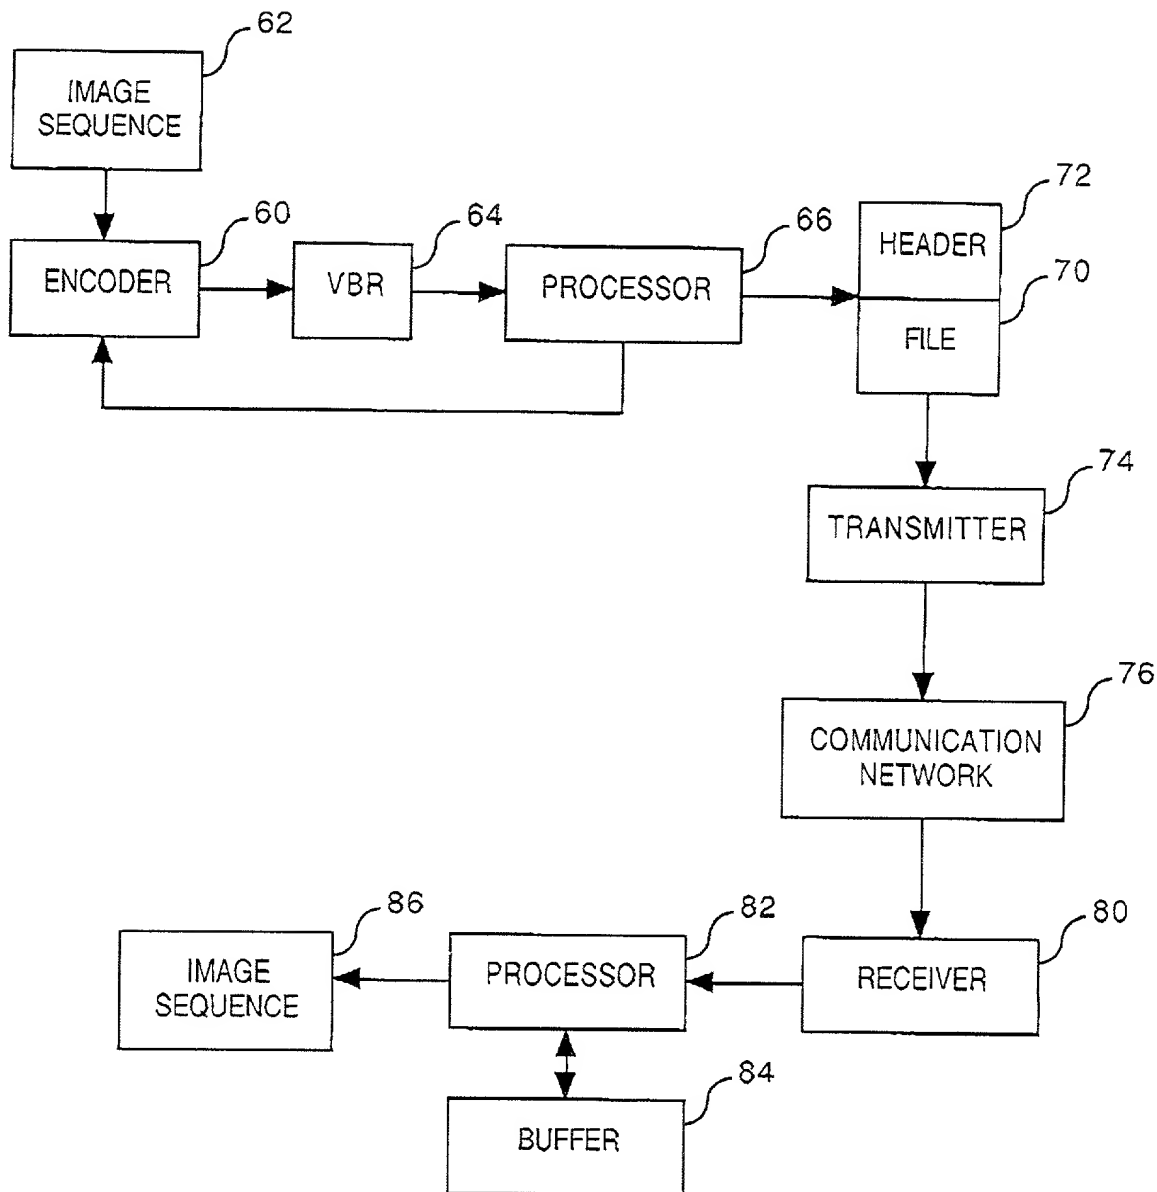 62
IMAGE
SEQUENCE
60
ENCODER
64
VBR
66
PROCESSOR
72
HEADER
70
FILE
74
TRANSMITTER
76
COMMUNICATION
NETWORK
80
RECEIVER
82
PROCESSOR
86
IMAGE
SEQUENCE
84
BUFFER